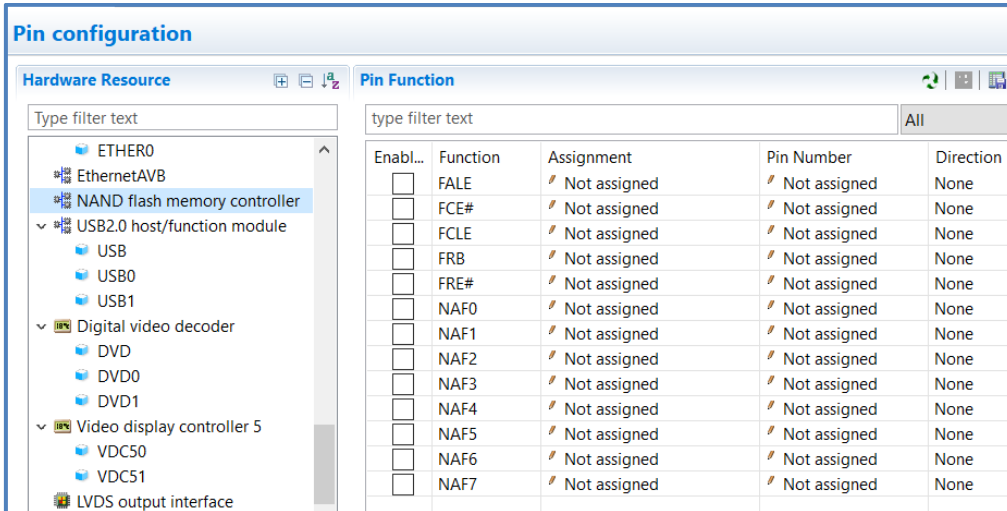 Pin configuration
Hardware Resource
Type filter text
ETHER0
EthernetAVB
NAND flash memory controller
USB2.0 host/function module
USB
USB0
USB1
Digital video decoder
DVD
DVD0
DVD1
Video display controller 5
VDC50
VDC51
LVDS output interface
Pin Function
type filter text All
Enabl... Function Assignment Pin Number Direction
FALE Not assigned Not assigned None
FCE# Not assigned Not assigned None
FCLE Not assigned Not assigned None
FRB Not assigned Not assigned None
FRE# Not assigned Not assigned None
NAF0 Not assigned Not assigned None
NAF1 Not assigned Not assigned None
NAF2 Not assigned Not assigned None
NAF3 Not assigned Not assigned None
NAF4 Not assigned Not assigned None
NAF5 Not assigned Not assigned None
NAF6 Not assigned Not assigned None
NAF7 Not assigned Not assigned None